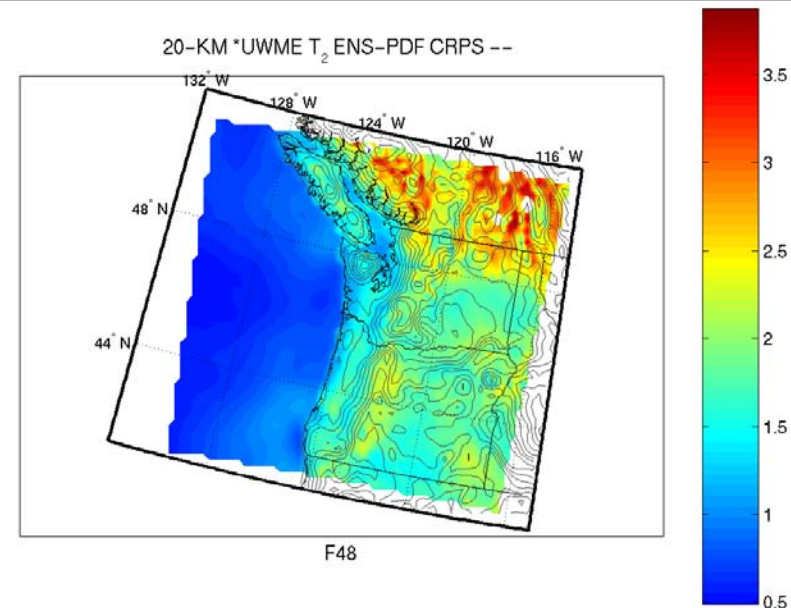 20-KM *UWME T2 ENS-PDF CRPS --
132° W
128° W
124° W
120° W
116° W
48° N
44° N
3.5
3
2.5
2
1.5
1
0.5
F48